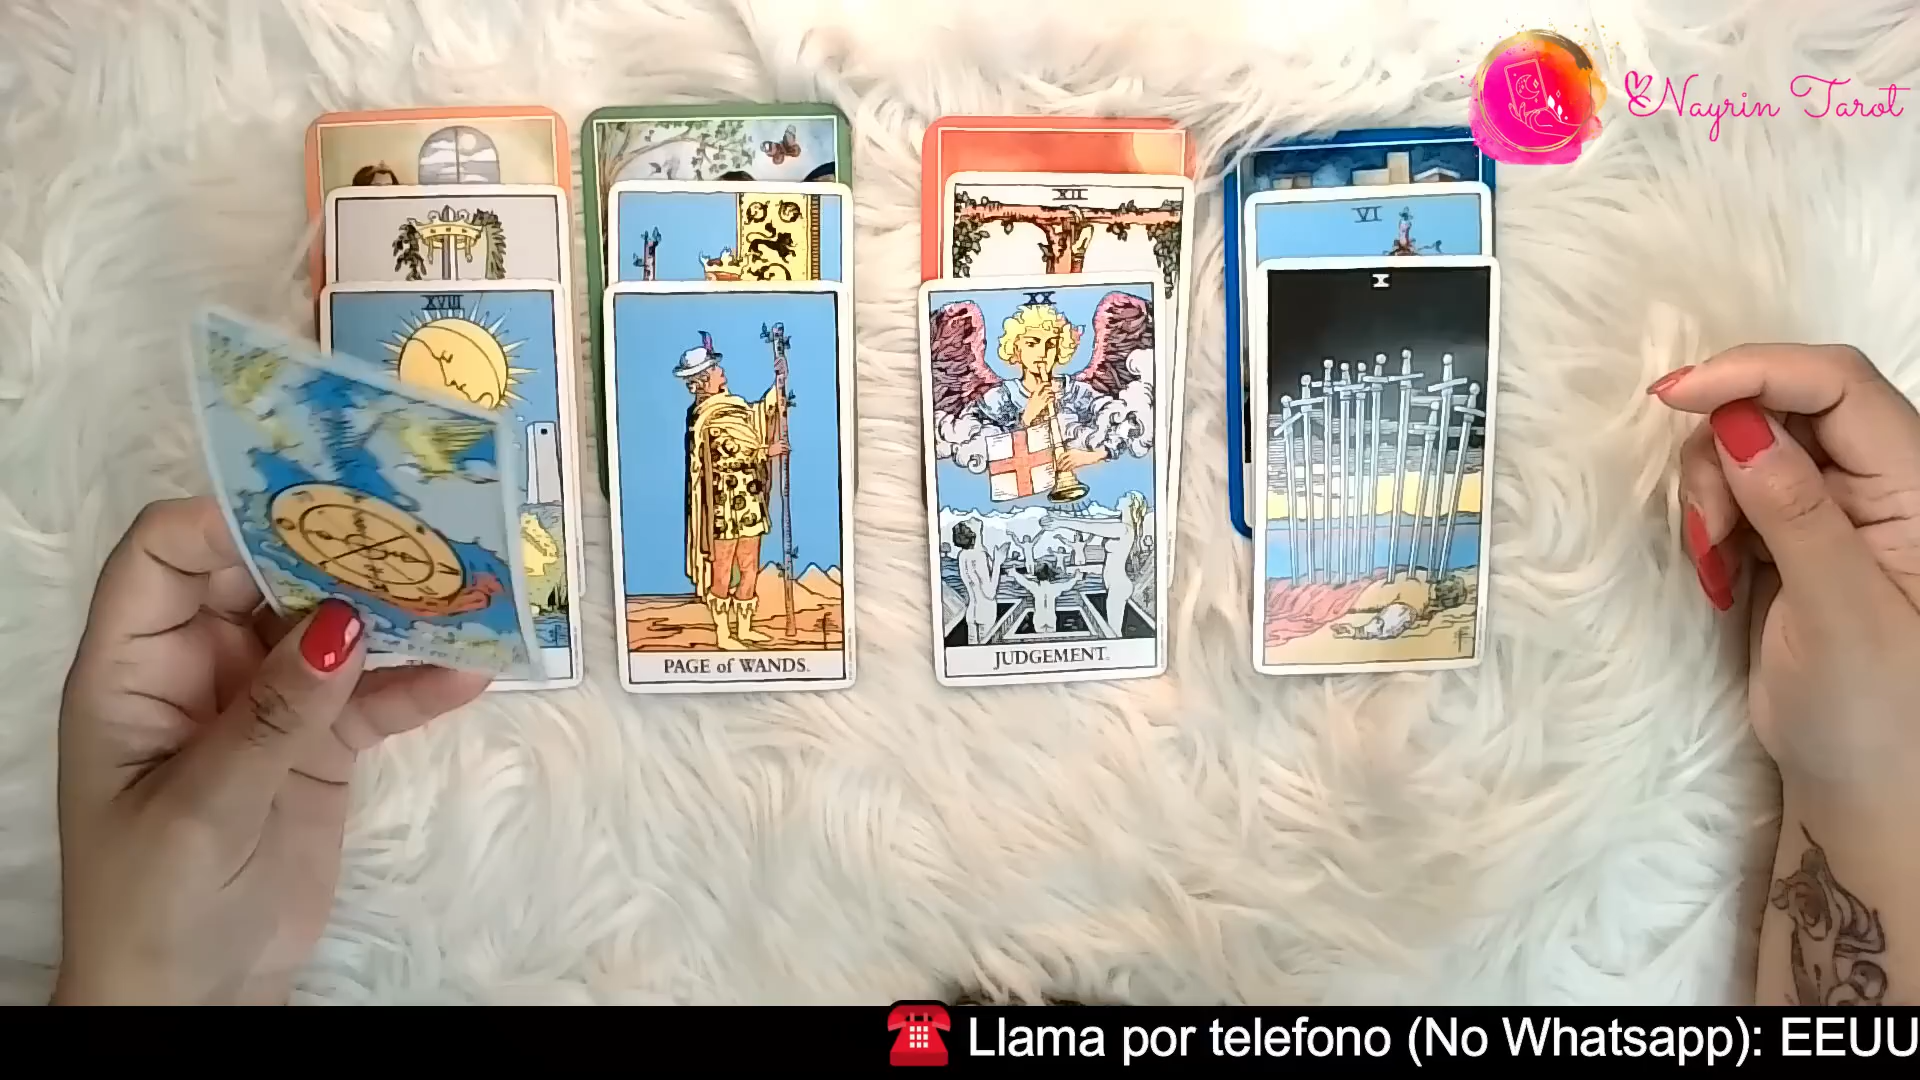 Nayrin Tarot
XII
VI
XVIII
XX
X
PAGE of WANDS.
JUDGEMENT.
Llama por telefono (No Whatsapp): EEUU